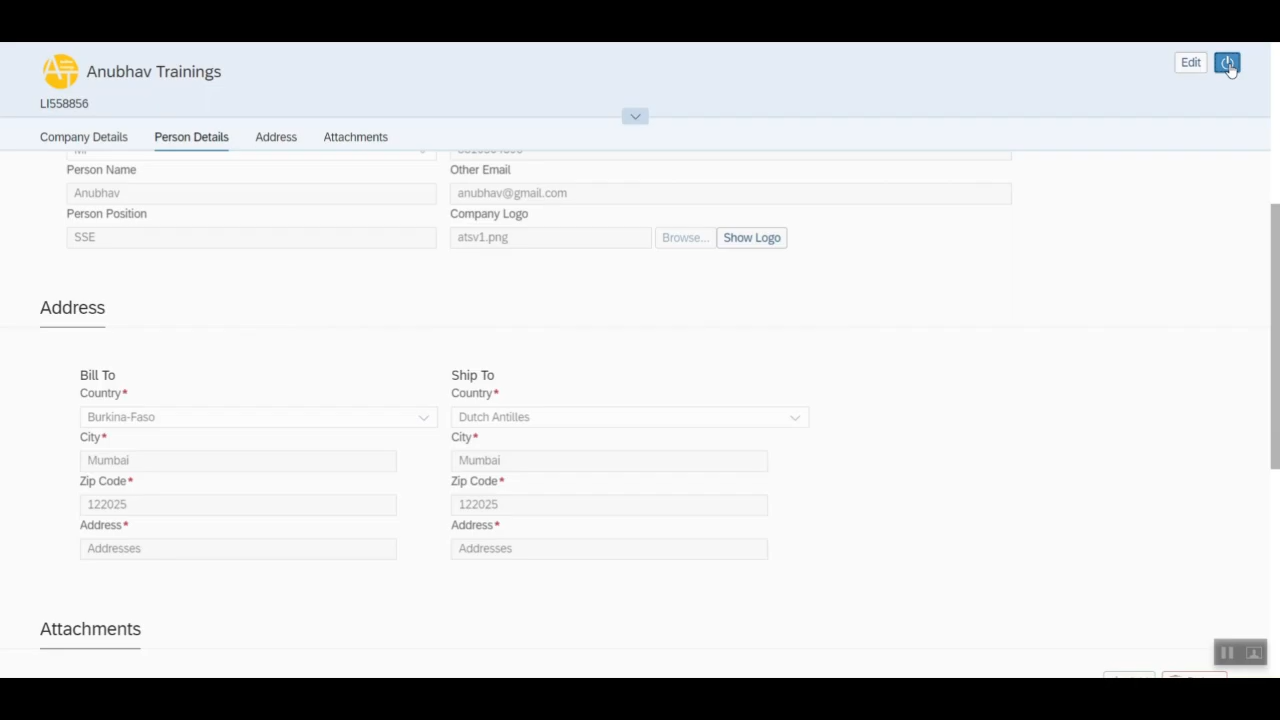 Anubhav Trainings
Edit
LI558856
Company Details Person Details Address Attachments
Person Name Other Email
Anubhav anubhav@gmail.com
Person Position Company Logo
SSE atsv1.png Browse... Show Logo
Address
Bill To Ship To
Country* Country*
Burkina-Faso Dutch Antilles
City* City*
Mumbai Mumbai
Zip Code* Zip Code*
122025 122025
Address* Address*
Addresses Addresses
Attachments